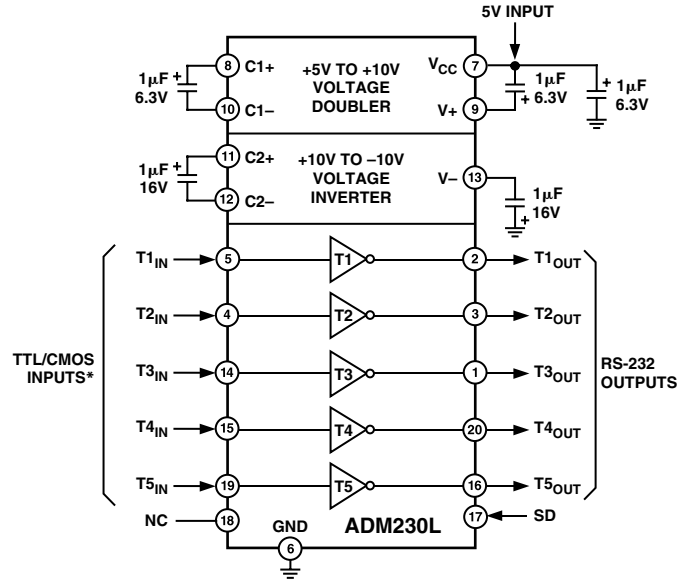 5V INPUT
1μF
6.3V
+
8
C1+
10
C1–
+5V TO +10V
VOLTAGE
DOUBLER
VCC
7
V+
9
1μF
6.3V
+
+
1μF
6.3V
1μF
16V
+
11
C2+
12
C2–
+10V TO –10V
VOLTAGE
INVERTER
V–
13
1μF
16V
+
TTL/CMOS
INPUTS*
T1IN
5
T1
2
T1OUT
T2IN
4
T2
3
T2OUT
T3IN
14
T3
1
T3OUT
T4IN
15
T4
20
T4OUT
T5IN
19
T5
16
T5OUT
RS-232
OUTPUTS
NC
18
GND
6
ADM230L
17
SD